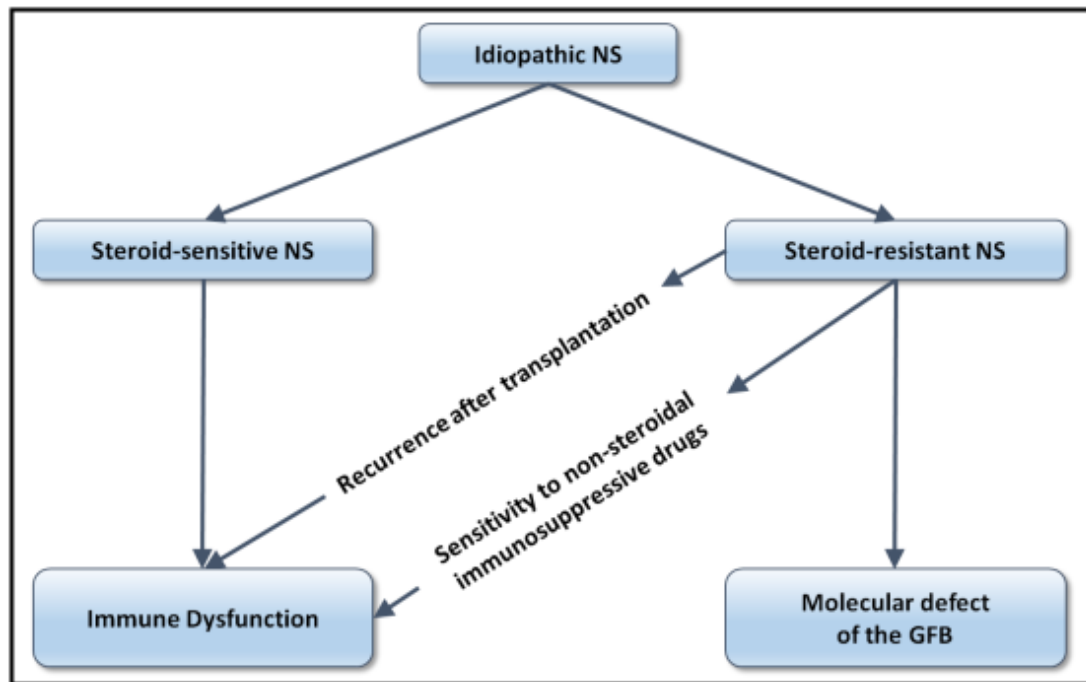 Idiopathic NS
Steroid-sensitive NS
Steroid-resistant NS
Recurrence after transplantation
Sensitivity to non-steroidal
immunosuppressive drugs
Immune Dysfunction
Molecular defect
of the GFB